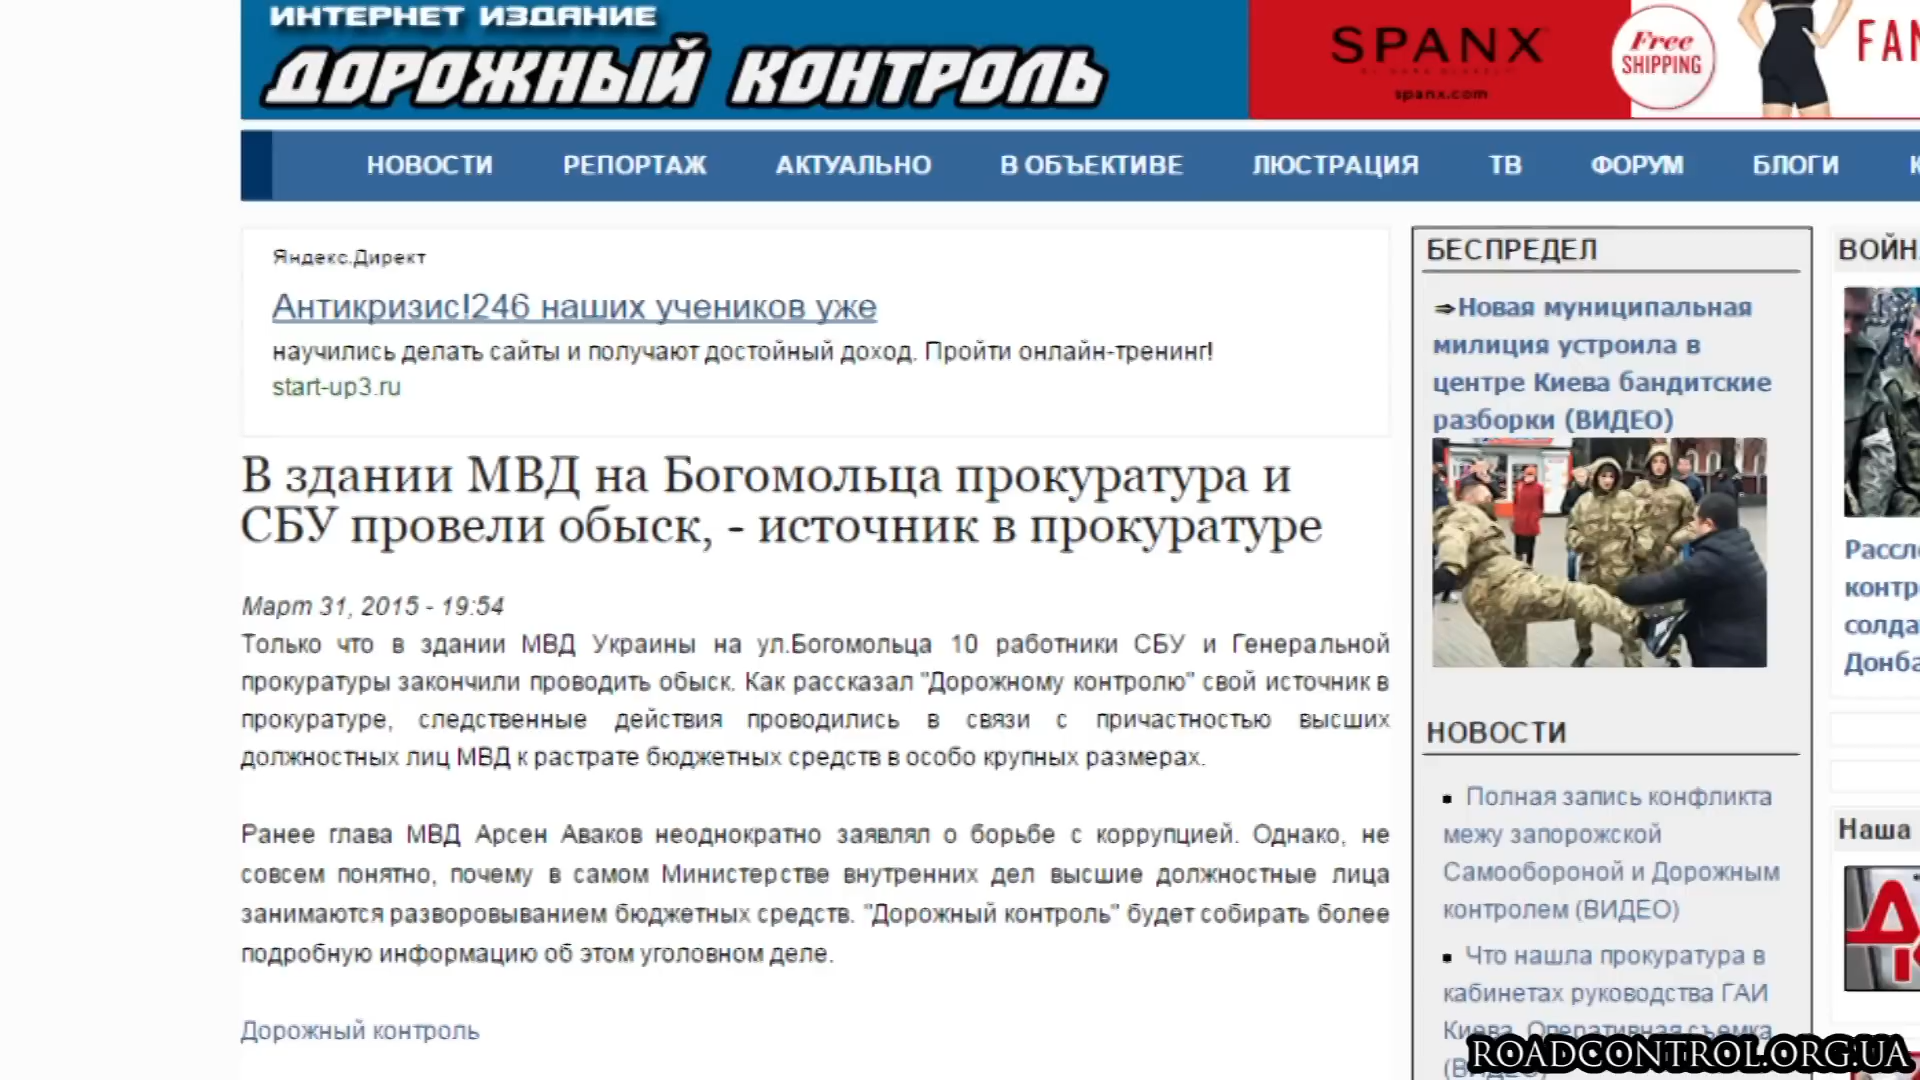 ИНТЕРНЕТ ИЗДАНИЕ
ДОРОЖНЫЙ КОНТРОЛЬ
SPANX
spanx.com
Free
SHIPPING
НОВОСТИ РЕПОРТАЖ АКТУАЛЬНО В ОБЪЕКТИВЕ ЛЮСТРАЦИЯ ТВ ФОРУМ БЛОГИ
Яндекс.Директ
Антикризис!246 наших учеников уже
научились делать сайты и получают достойный доход. Пройти онлайн-тренинг!
start-up3.ru
В здании МВД на Богомольца прокуратура и
СБУ провели обыск, - источник в прокуратуре
Март 31, 2015 - 19:54
Только что в здании МВД Украины на ул.Богомольца 10 работники СБУ и Генеральной
прокуратуры закончили проводить обыск. Как рассказал "Дорожному контролю" свой источник в
прокуратуре, следственные действия проводились в связи с причастностью высших
должностных лиц МВД к растрате бюджетных средств в особо крупных размерах.
Ранее глава МВД Арсен Аваков неоднократно заявлял о борьбе с коррупцией. Однако, не
совсем понятно, почему в самом Министерстве внутренних дел высшие должностные лица
занимаются разворовыванием бюджетных средств. "Дорожный контроль" будет собирать более
подробную информацию об этом уголовном деле.
Дорожный контроль
БЕСПРЕДЕЛ
⇒Новая муниципальная
милиция устроила в
центре Киева бандитские
разборки (ВИДЕО)
НОВОСТИ
Полная запись конфликта
межу запорожской
Самообороной и Дорожным
контролем (ВИДЕО)
Что нашла прокуратура в
кабинетах руководства ГАИ
Киева. Оперативная съемка
(ВИДЕО)
Наша
ROADCONTROL.ORG.UA